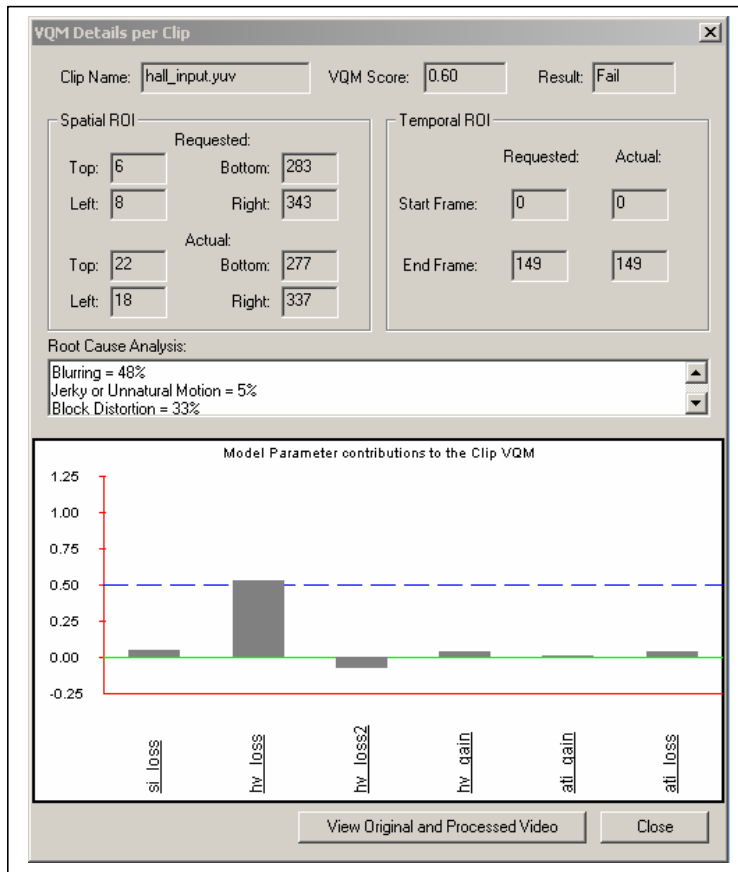 VQM Details per Clip
Clip Name: hall_input.yuv VQM Score: 0.60 Result: Fail
Spatial ROI
Requested:
Top: 6 Bottom: 283
Left: 8 Right: 343
Actual:
Top: 22 Bottom: 277
Left: 18 Right: 337
Temporal ROI
Requested: Actual:
Start Frame: 0 0
End Frame: 149 149
Root Cause Analysis:
Blurring = 48%
Jerky or Unnatural Motion = 5%
Block Distortion = 33%
Model Parameter contributions to the Clip VQM
1.25
1.00
0.75
0.50
0.25
0.00
-0.25
si_loss
hv_loss
hv_loss2
hv_gain
ati_gain
ati_loss
View Original and Processed Video
Close